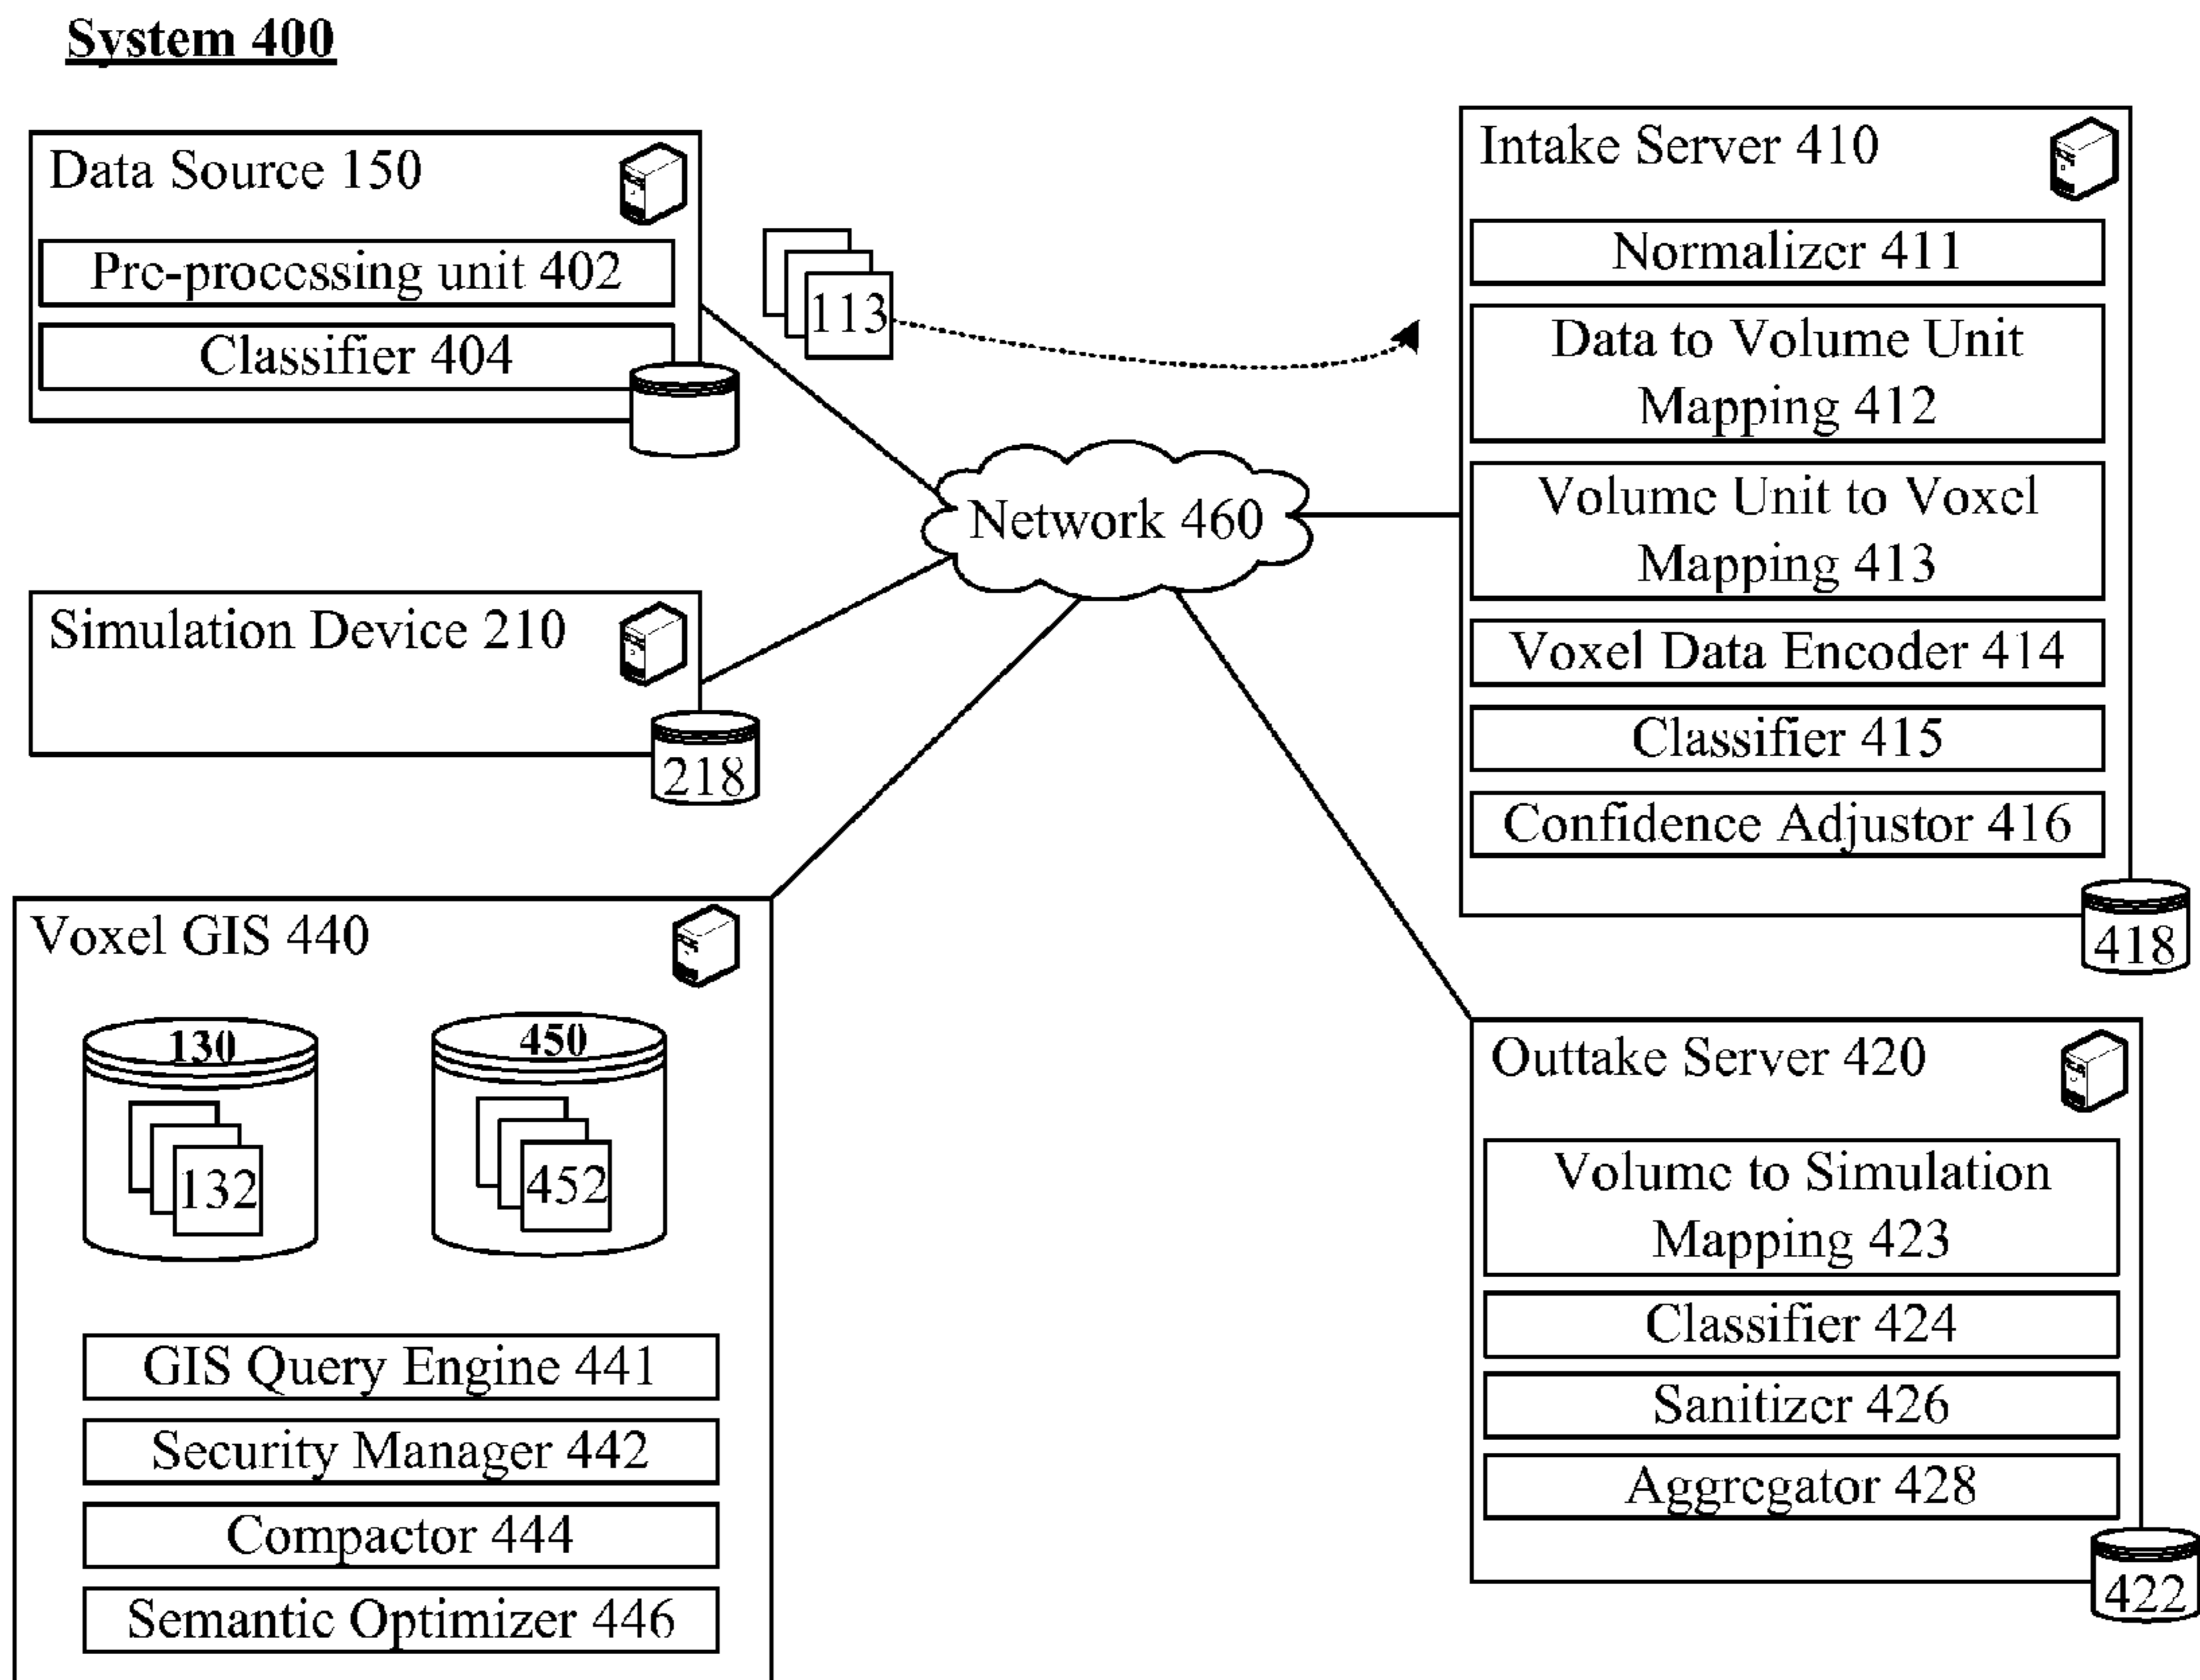 System 400
Data Source 150
Pre-processing unit 402
Classifier 404
113
Intake Server 410
Normalizer 411
Data to Volume Unit
Mapping 412
Volume Unit to Voxel
Mapping 413
Voxel Data Encoder 414
Classifier 415
Confidence Adjustor 416
418
Network 460
Simulation Device 210
218
Voxel GIS 440
130
132
450
452
GIS Query Engine 441
Security Manager 442
Compactor 444
Semantic Optimizer 446
Outtake Server 420
Volume to Simulation
Mapping 423
Classifier 424
Sanitizer 426
Aggregator 428
422